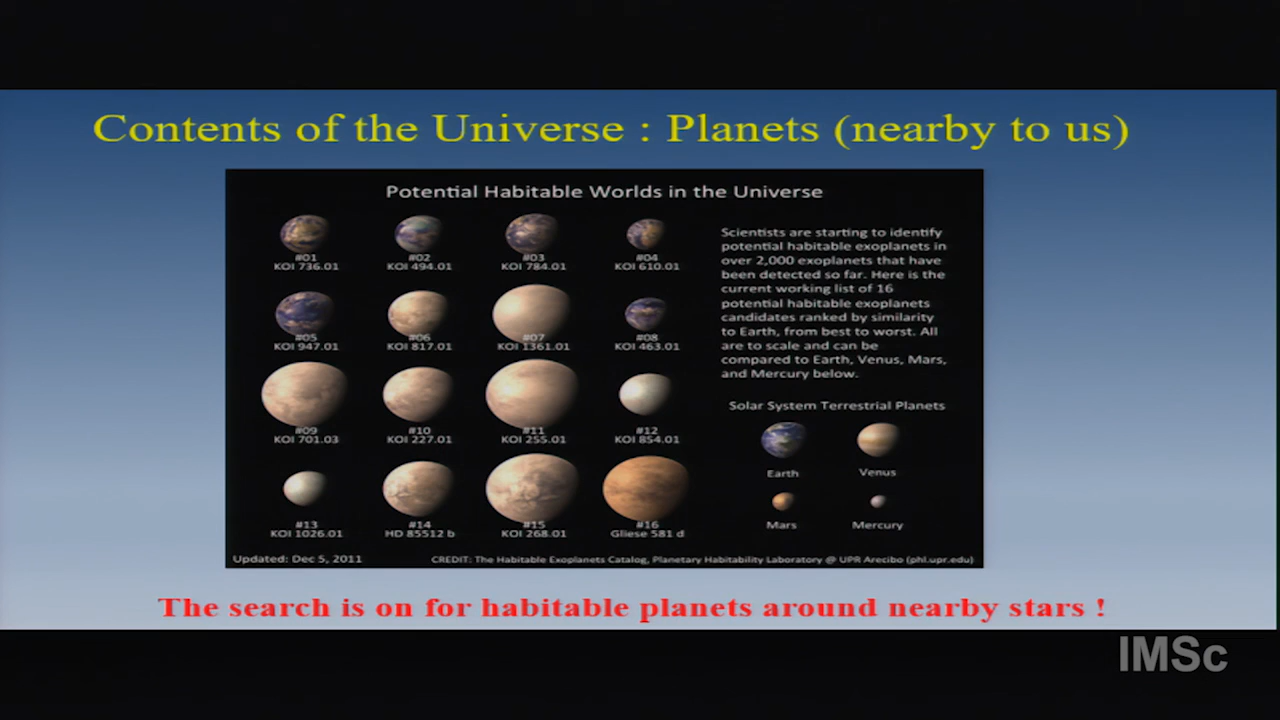 Contents of the Universe : Planets (nearby to us)
Potential Habitable Worlds in the Universe
#01
KOI 736.01
#02
KOI 494.01
#03
KOI 784.01
#04
KOI 610.01
#05
KOI 947.01
#06
KOI 817.01
#07
KOI 1361.01
#08
KOI 463.01
#09
KOI 701.03
#10
KOI 227.01
#11
KOI 255.01
#12
KOI 854.01
#13
KOI 1026.01
#14
HD 85512 b
#15
KOI 268.01
#16
Gliese 581 d
Scientists are starting to identify
potential habitable exoplanets in
over 2,000 exoplanets that have
been detected so far. Here is the
current working list of 16
potential habitable exoplanets
candidates ranked by similarity
to Earth, from best to worst. All
are to scale and can be
compared to Earth, Venus, Mars,
and Mercury below.
Solar System Terrestrial Planets
Earth
Venus
Mars
Mercury
Updated: Dec 5, 2011
CREDIT: The Habitable Exoplanets Catalog, Planetary Habitability Laboratory @ UPR Arecibo (phl.upr.edu)
The search is on for habitable planets around nearby stars !
IMSc